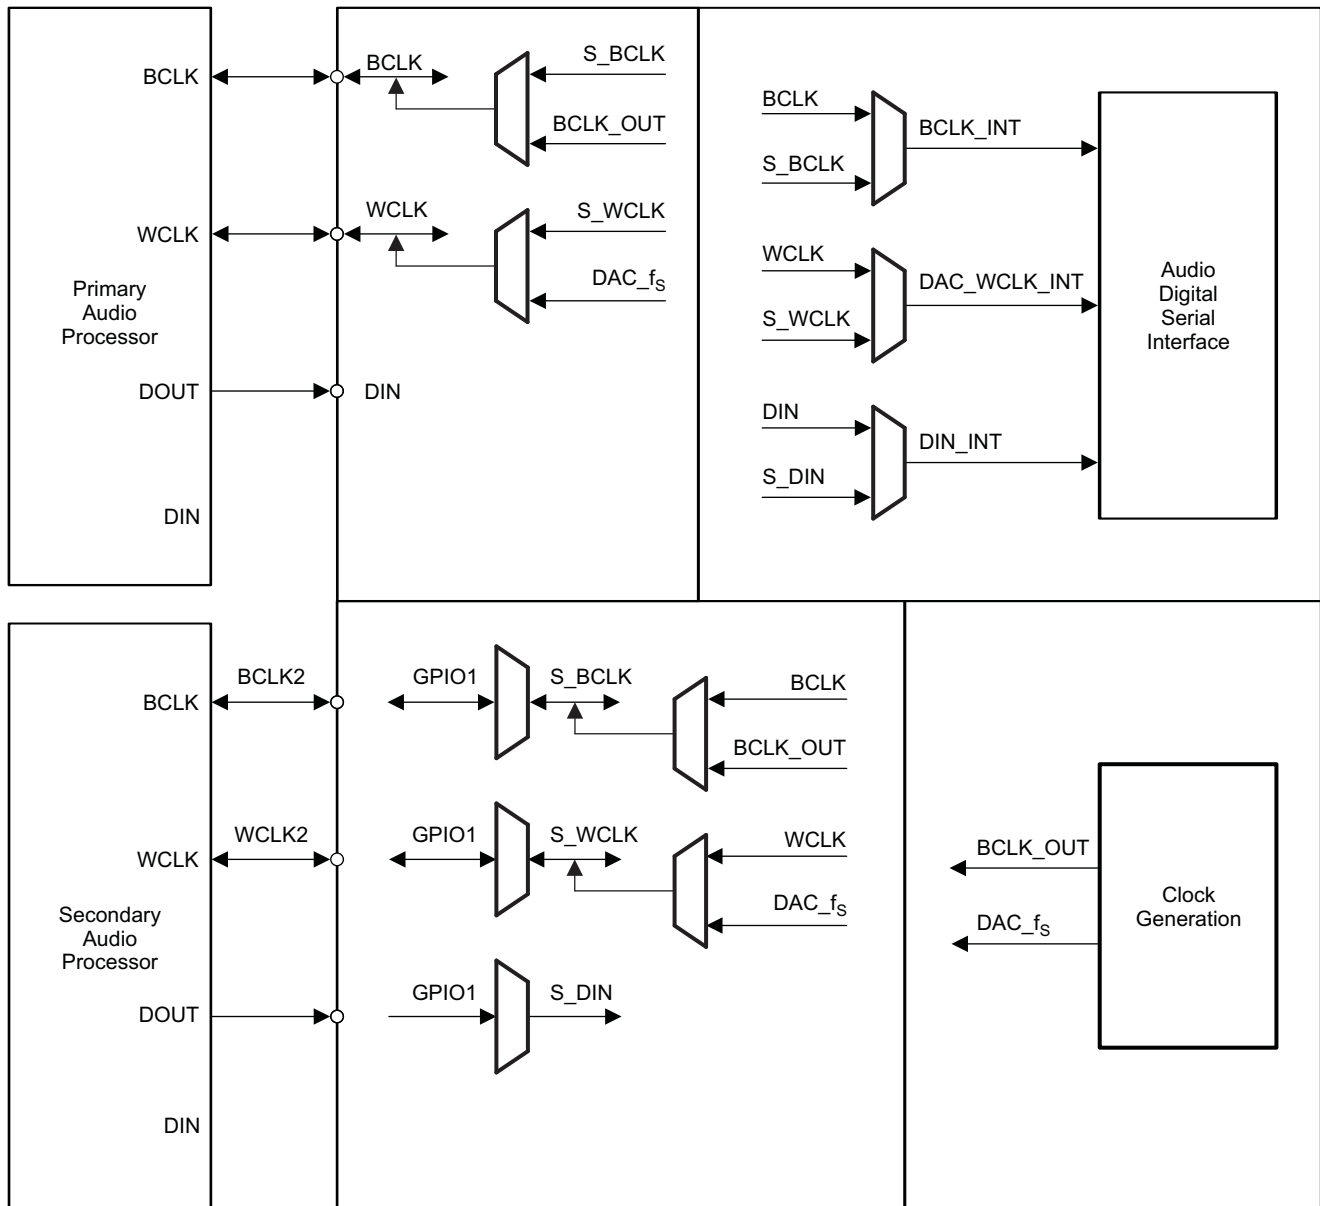 BCLK
BCLK
S_BCLK
BCLK_OUT
WCLK
WCLK
S_WCLK
DAC_fS
Primary
Audio
Processor
DOUT
DIN
DIN
BCLK
S_BCLK
BCLK_INT
WCLK
S_WCLK
DAC_WCLK_INT
DIN
S_DIN
DIN_INT
Audio
Digital
Serial
Interface
BCLK
BCLK2
GPIO1
S_BCLK
BCLK
BCLK_OUT
WCLK
WCLK2
GPIO1
S_WCLK
WCLK
DAC_fS
Secondary
Audio
Processor
DOUT
GPIO1
S_DIN
DIN
BCLK_OUT
DAC_fS
Clock
Generation